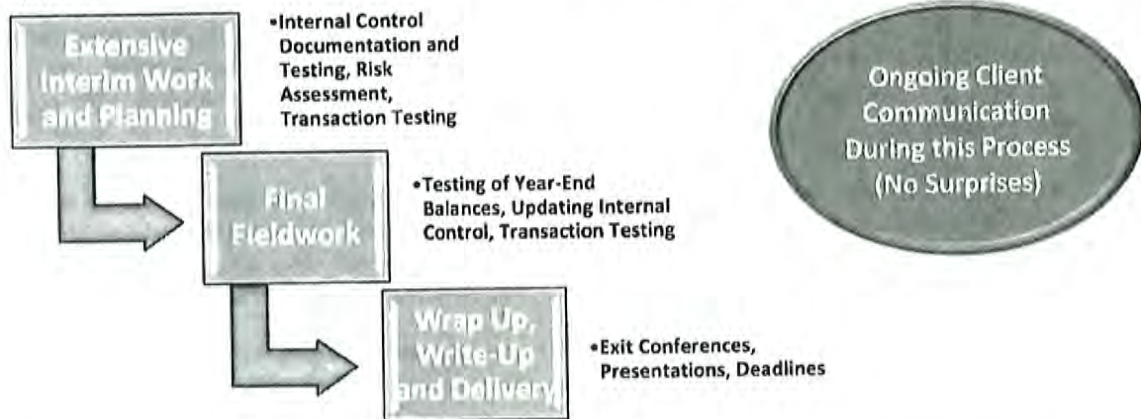 Extensive
Interim Work
and Planning
•Internal Control
Documentation and
Testing, Risk
Assessment,
Transaction Testing
Ongoing Client
Communication
During this Process
(No Surprises)
Final
Fieldwork
•Testing of Year-End
Balances, Updating Internal
Control, Transaction Testing
Wrap Up,
Write-Up
and Delivery
•Exit Conferences,
Presentations, Deadlines